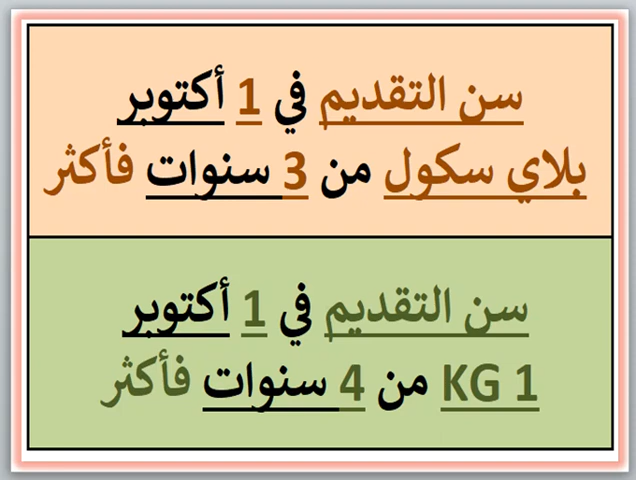 سن التقديم في 1 أكتوبر
بلاي سكول من 3 سنوات فأكثر
سن التقديم في 1 أكتوبر
KG 1 من 4 سنوات فأكثر